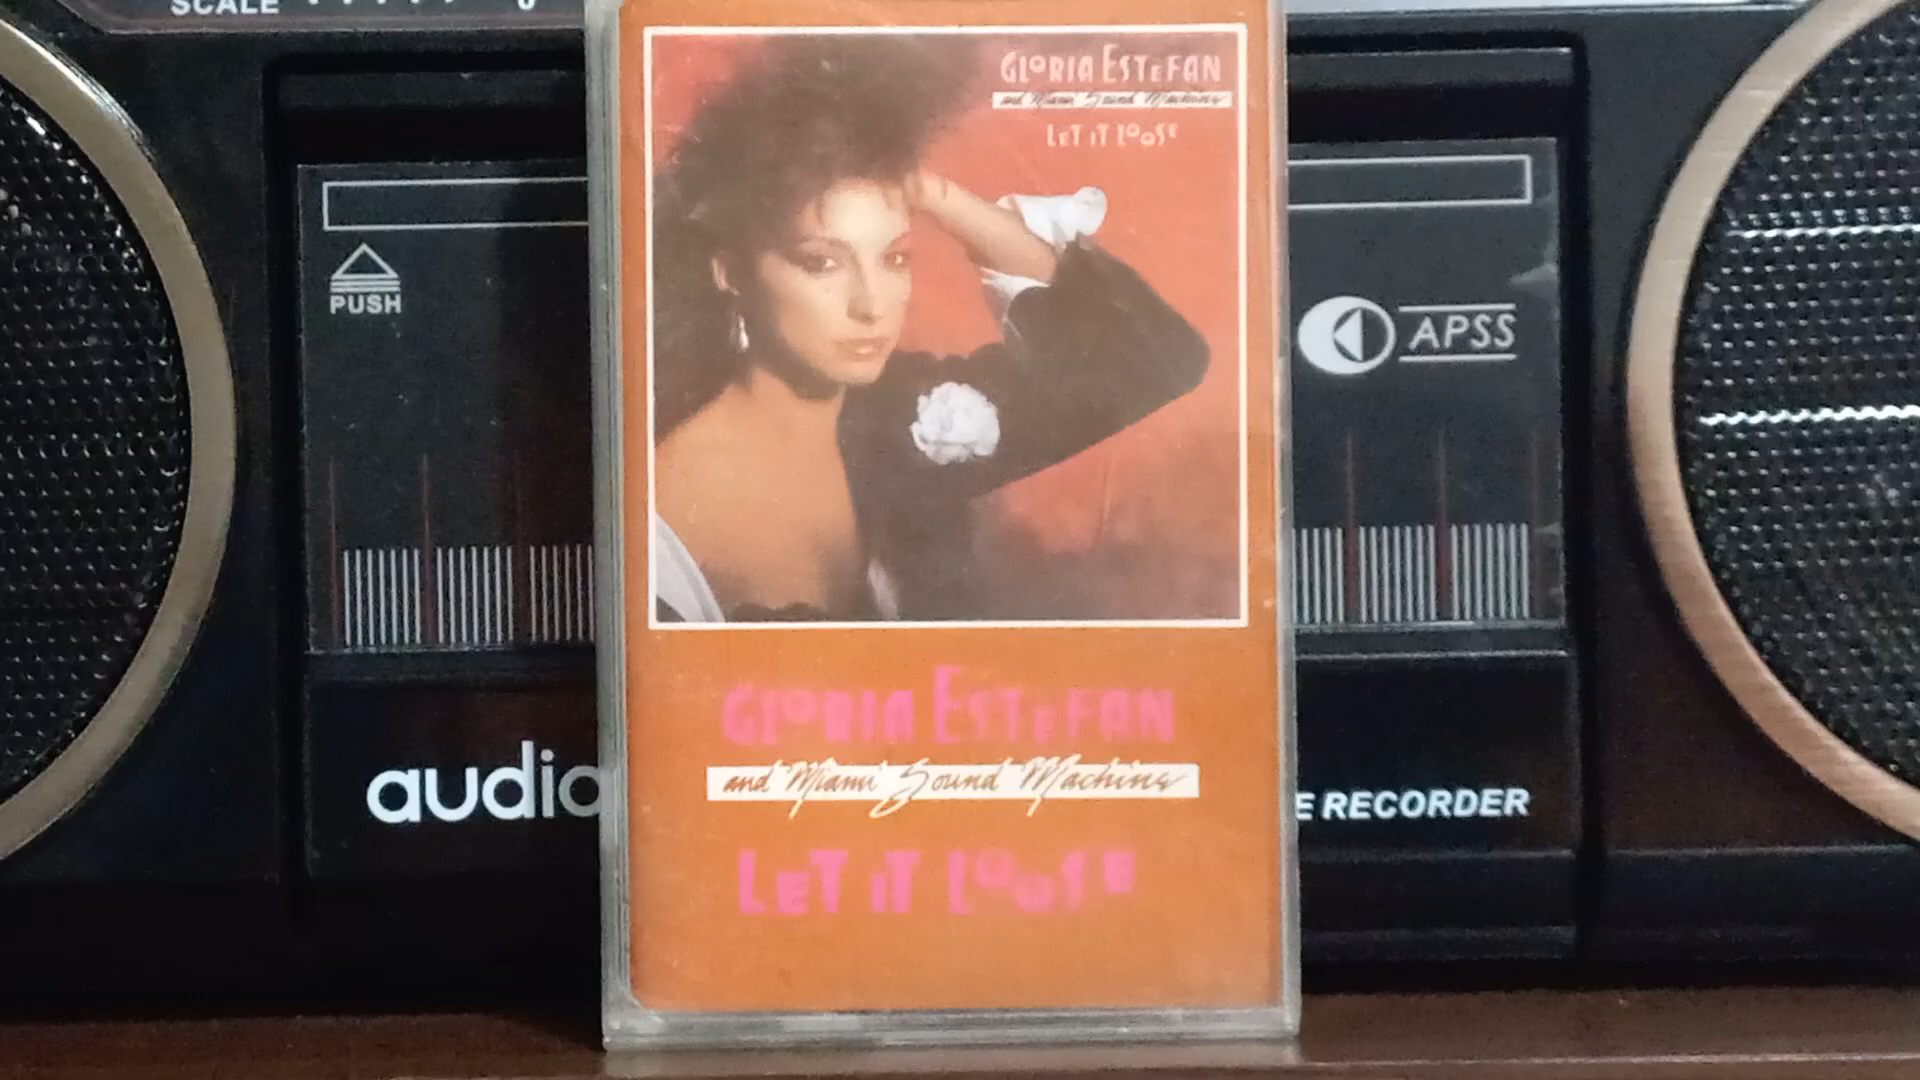 SCALE
0
GLORIA ESTEFAN
and Miami Sound Machine
LET IT LOOSE
PUSH
APSS
GLORIA ESTEFAN
and Miami Sound Machine
LET IT LOOSE
audio
E RECORDER